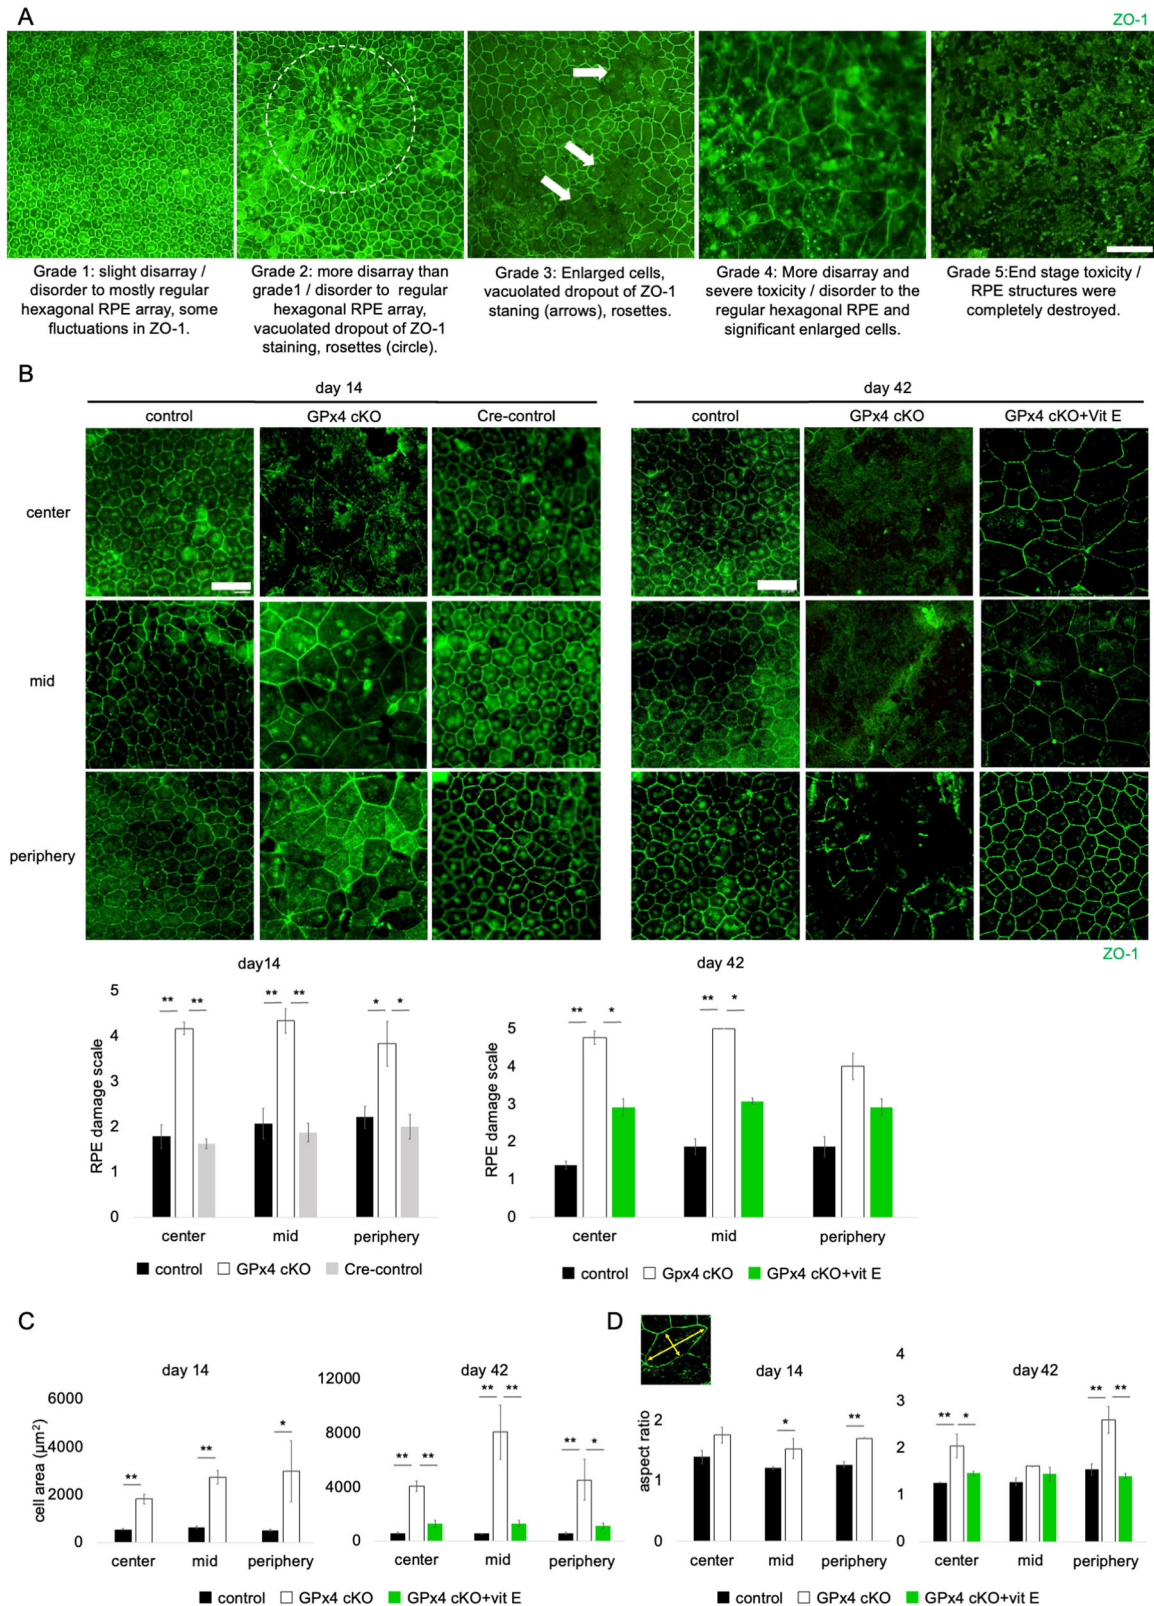 A
ZO-1
Grade 1: slight disarray /
disorder to mostly regular
hexagonal RPE array, some
fluctuations in ZO-1.
Grade 2: more disarray than
grade1 / disorder to regular
hexagonal RPE array,
vacuolated dropout of ZO-1
staining, rosettes (circle).
Grade 3: Enlarged cells,
vacuolated dropout of ZO-1
staning (arrows), rosettes.
Grade 4: More disarray and
severe toxicity / disorder to the
regular hexagonal RPE and
significant enlarged cells.
Grade 5:End stage toxicity /
RPE structures were
completely destroyed.
B
day 14
day 42
control
GPx4 cKO
Cre-control
control
GPx4 cKO
GPx4 cKO+Vit E
center
mid
periphery
ZO-1
day14
RPE damage scale
5
4
3
2
1
0
** **
** **
* *
center
mid
periphery
control
GPx4 cKO
Cre-control
day 42
RPE damage scale
5
4
3
2
1
0
** *
** *
center
mid
periphery
control
Gpx4 cKO
GPx4 cKO+vit E
C
day 14
cell area (µm²)
6000
4000
2000
0
**
**
*
center
mid
periphery
day 42
12000
8000
4000
0
** **
** **
** *
center
mid
periphery
control
GPx4 cKO
GPx4 cKO+vit E
D
day 14
aspect ratio
2
1
0
*
**
center
mid
periphery
day 42
4
3
2
1
0
** *
** **
center
mid
periphery
control
GPx4 cKO
GPx4 cKO+vit E